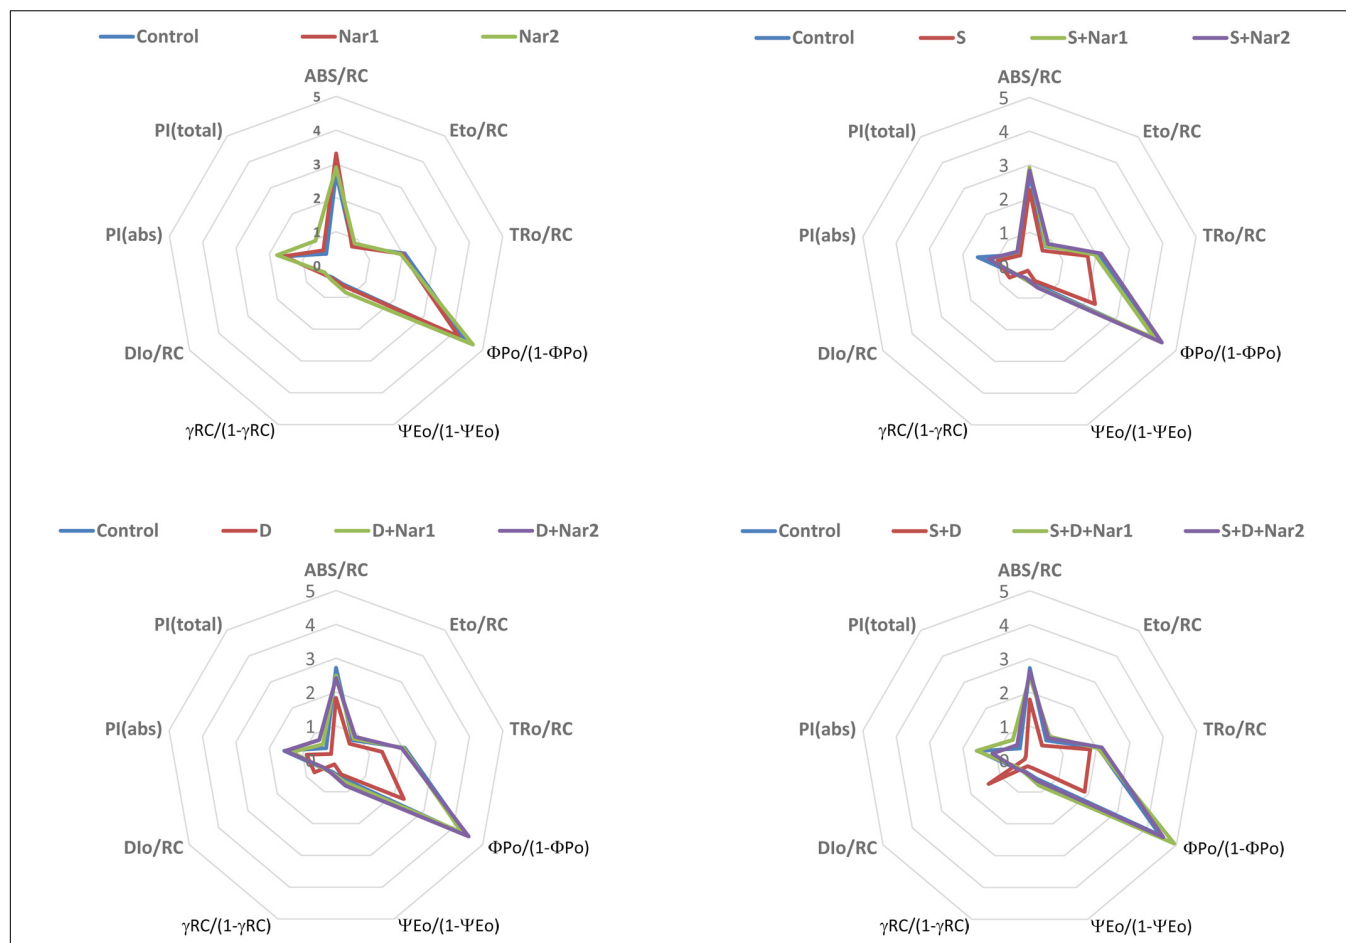 Control Nar1 Nar2
ABS/RC
Eto/RC
TRo/RC
ΦPo/(1-ΦPo)
ΨEo/(1-ΨEo)
γRC/(1-γRC)
DIo/RC
PI(abs)
PI(total)
5
4
3
2
1
0
Control S S+Nar1 S+Nar2
ABS/RC
Eto/RC
TRo/RC
ΦPo/(1-ΦPo)
ΨEo/(1-ΨEo)
γRC/(1-γRC)
DIo/RC
PI(abs)
PI(total)
5
4
3
2
1
0
Control D D+Nar1 D+Nar2
ABS/RC
Eto/RC
TRo/RC
ΦPo/(1-ΦPo)
ΨEo/(1-ΨEo)
γRC/(1-γRC)
DIo/RC
PI(abs)
PI(total)
5
4
3
2
1
0
Control S+D S+D+Nar1 S+D+Nar2
ABS/RC
Eto/RC
TRo/RC
ΦPo/(1-ΦPo)
ΨEo/(1-ΨEo)
γRC/(1-γRC)
DIo/RC
PI(abs)
PI(total)
5
4
3
2
1
0